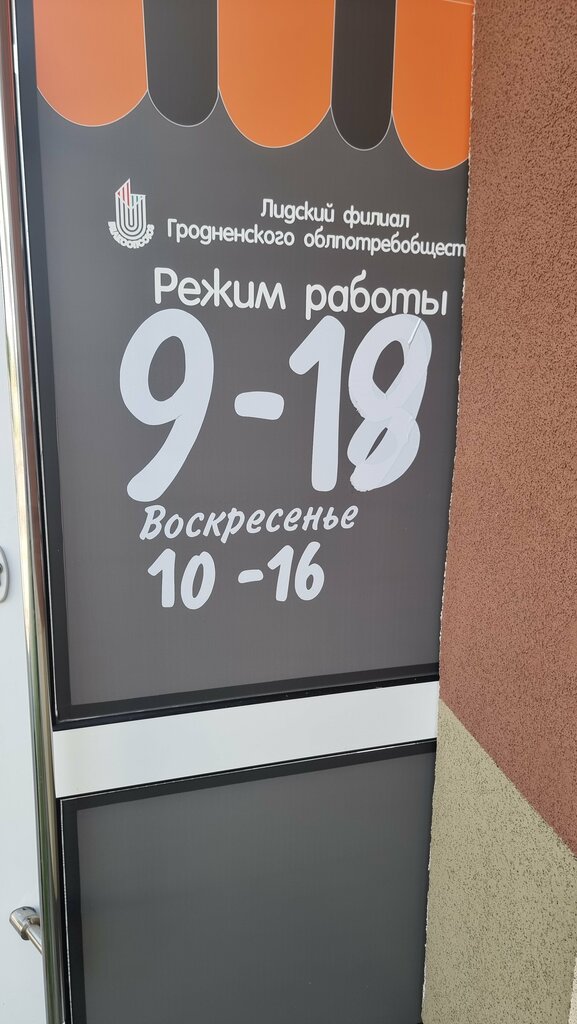 Лидский филиал
Гродненского облпотребобщест
Режим работы
9-18
Воскресенье
10-16